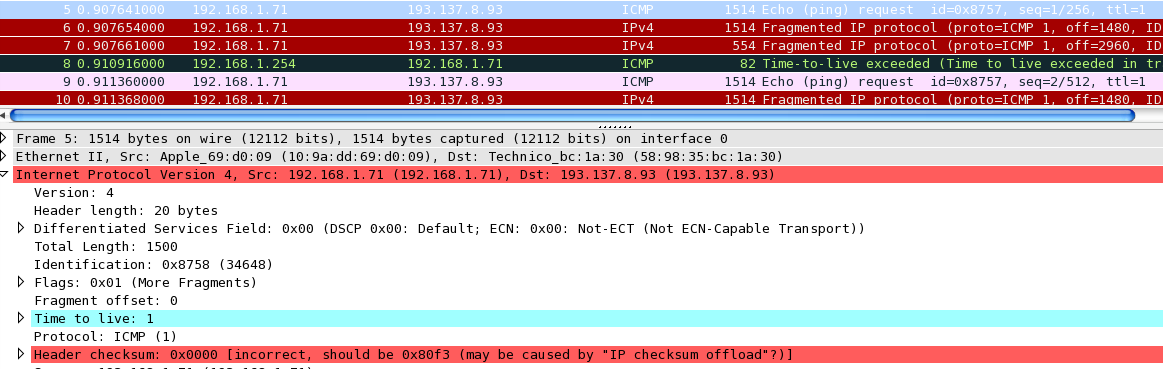 5 0.907641000 192.168.1.71 193.137.8.93 ICMP 1514 Echo (ping) request id=0x8757, seq=1/256, ttl=1
6 0.907654000 192.168.1.71 193.137.8.93 IPv4 1514 Fragmented IP protocol (proto=ICMP 1, off=1480, ID
7 0.907661000 192.168.1.71 193.137.8.93 IPv4 554 Fragmented IP protocol (proto=ICMP 1, off=2960, ID
8 0.910916000 192.168.1.254 192.168.1.71 ICMP 82 Time-to-live exceeded (Time to live exceeded in tr
9 0.911360000 192.168.1.71 193.137.8.93 ICMP 1514 Echo (ping) request id=0x8757, seq=2/512, ttl=1
10 0.911368000 192.168.1.71 193.137.8.93 IPv4 1514 Fragmented IP protocol (proto=ICMP 1, off=1480, ID
Frame 5: 1514 bytes on wire (12112 bits), 1514 bytes captured (12112 bits) on interface 0
Ethernet II, Src: Apple_69:d0:09 (10:9a:dd:69:d0:09), Dst: Technico_bc:1a:30 (58:98:35:bc:1a:30)
Internet Protocol Version 4, Src: 192.168.1.71 (192.168.1.71), Dst: 193.137.8.93 (193.137.8.93)
Version: 4
Header length: 20 bytes
Differentiated Services Field: 0x00 (DSCP 0x00: Default; ECN: 0x00: Not-ECT (Not ECN-Capable Transport))
Total Length: 1500
Identification: 0x8758 (34648)
Flags: 0x01 (More Fragments)
Fragment offset: 0
Time to live: 1
Protocol: ICMP (1)
Header checksum: 0x0000 [incorrect, should be 0x80f3 (may be caused by "IP checksum offload"?)]